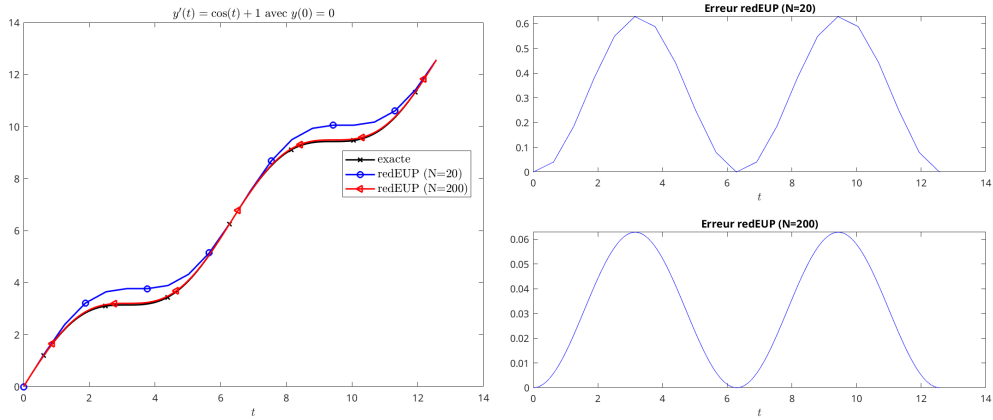 y′(t) = cos(t) + 1 avec y(0) = 0
14
12
10
8
6
4
2
0
0 2 4 6 8 10 12 14
t
exacte
redEUP (N=20)
redEUP (N=200)
Erreur redEUP (N=20)
0.6
0.5
0.4
0.3
0.2
0.1
0
0 2 4 6 8 10 12 14
t
Erreur redEUP (N=200)
0.06
0.05
0.04
0.03
0.02
0.01
0
0 2 4 6 8 10 12 14
t